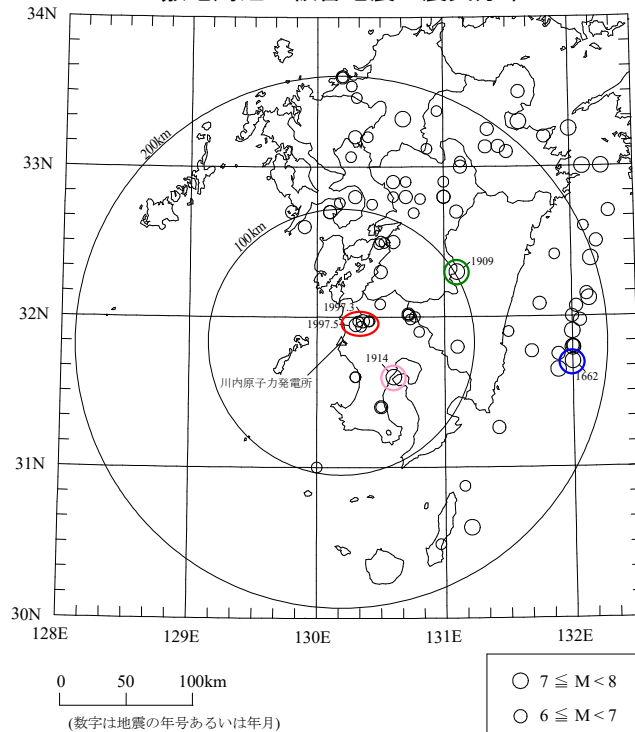 34N
33N
32N
31N
30N
128E
129E
130E
131E
132E
200km
100km
1909
1997.3
1997.5
1914
1662
川内原子力発電所
0 50 100km
(数字は地震の年号あるいは年月)
7 ≦ M < 8
6 ≦ M < 7